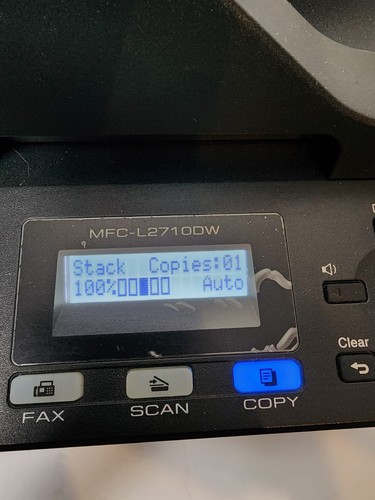 MFC-L2710DW
Stack Copies:01
100%▯▯▮▯▯ Auto
Clear
FAX
SCAN
COPY